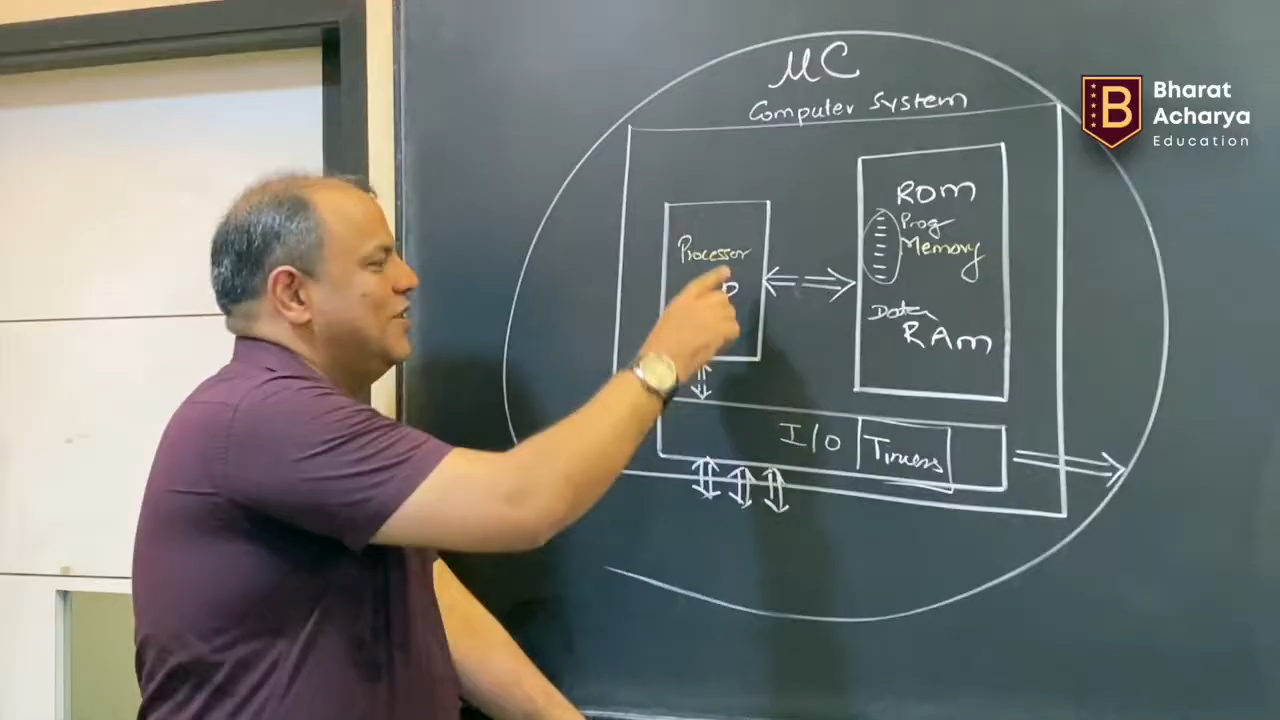 μC
Computer System
Bharat
Acharya
Education
B
ROM
Prog
Memory
Processor
Data
RAM
I/O
Timers